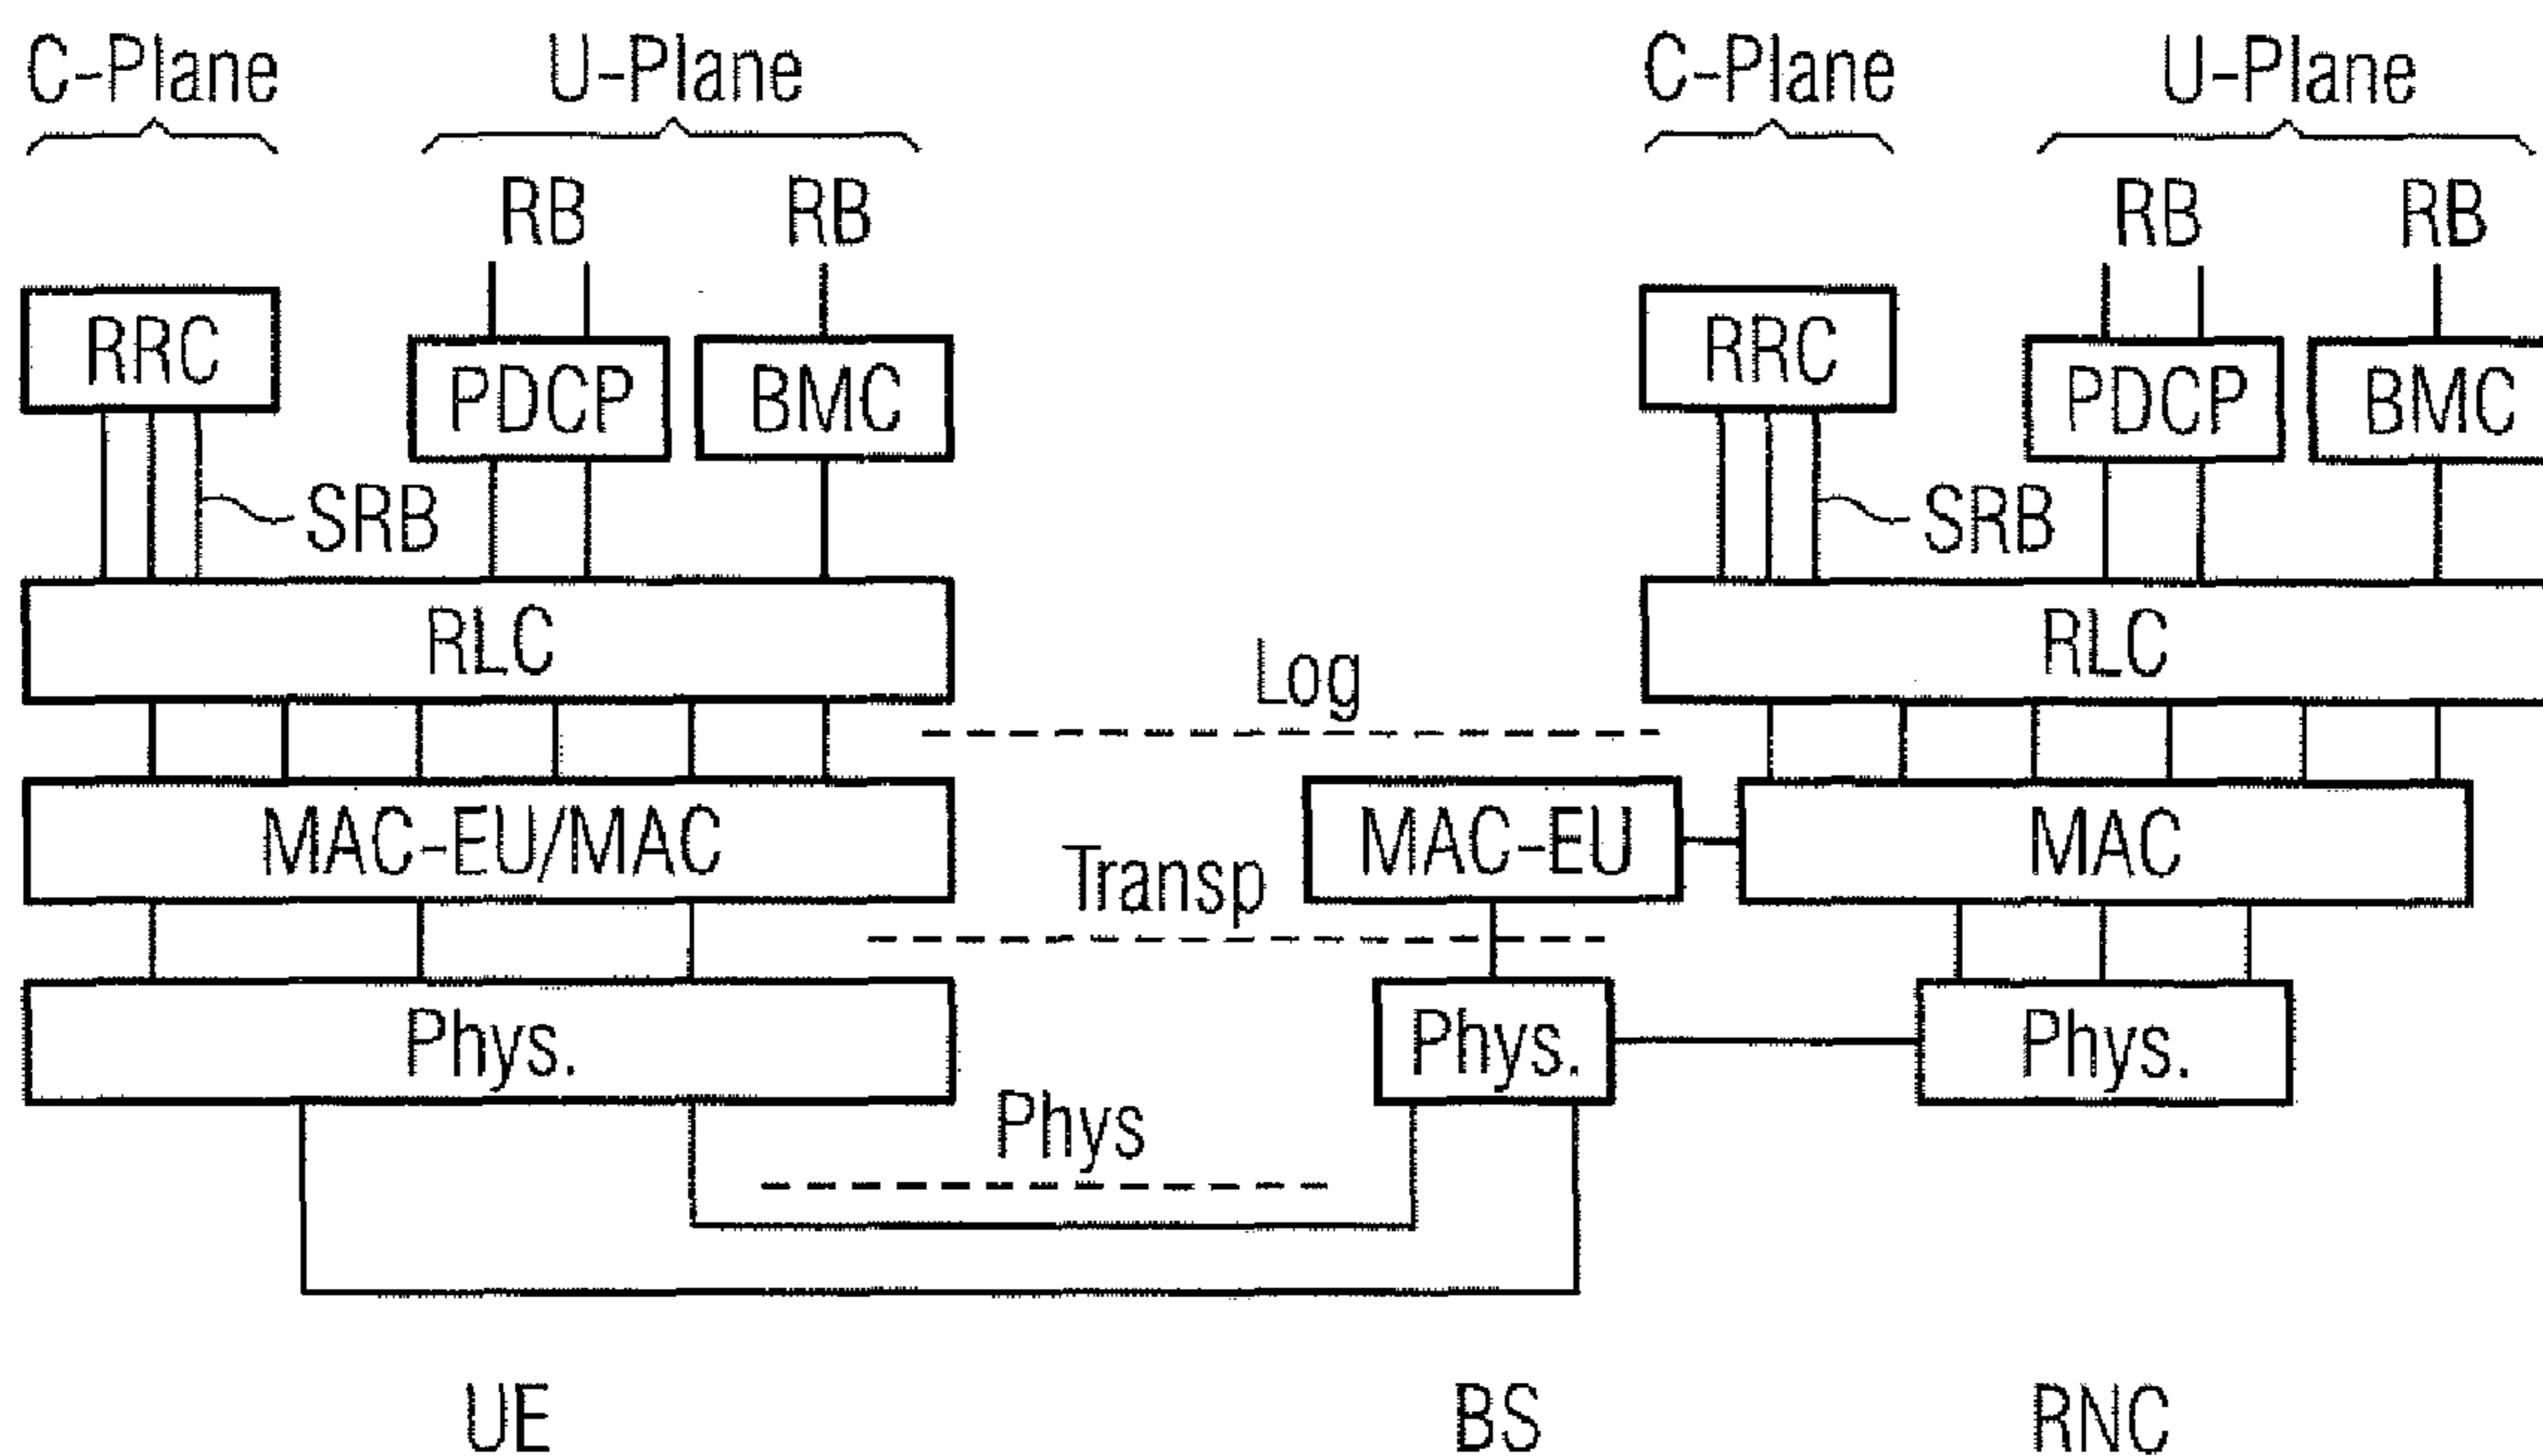 C-Plane U-Plane C-Plane U-Plane
RB RB RB RB
RRC RRC
PDCP BMC PDCP BMC
SRB SRB
RLC RLC
Log
MAC-EU/MAC MAC-EU MAC
Transp
Phys. Phys. Phys.
Phys
UE BS RNC